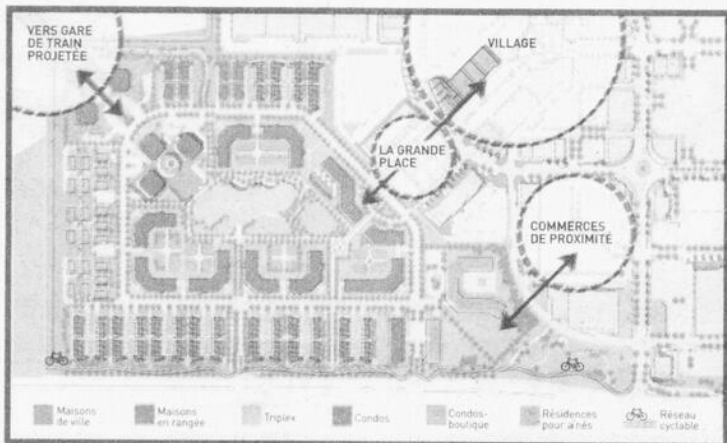 VERS GARE
DE TRAIN
PROJETÉE
VILLAGE
LA GRANDE
PLACE
COMMERCES
DE PROXIMITÉ
Maisons
de ville
Maisons
en rangée
Triplex
Condos
Condos-
boutique
Résidences
pour aînés
Réseau
cyclable